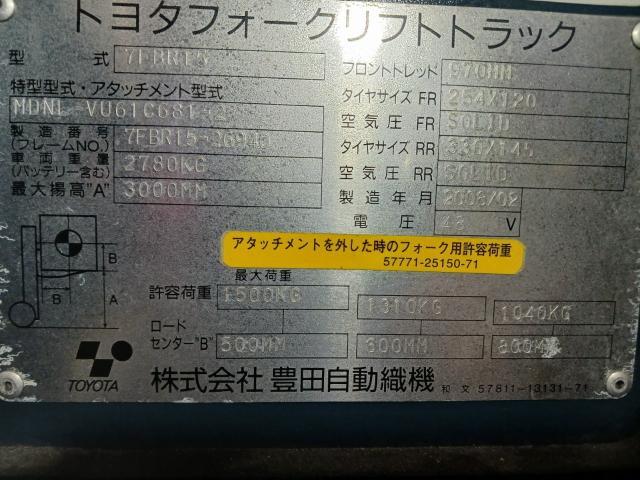 トヨタフォークリフトトラック
型 式 7FBR15
フロントトレッド 970MM
特型型式・アタッチメント型式
タイヤサイズ FR 254X120
空気圧 FR SOLID
製造番号
(フレームNO.)
タイヤサイズ RR 330X145
車両重量
(バッテリー含む) 2780KG
空気圧 RR SOLID
最大揚高"A" 3000MM
製造年月
電圧 48 V
アタッチメントを外した時のフォーク用許容荷重
57771-25150-71
最大荷重
許容荷重 1500KG 1310KG 1040KG
ロード
センター"B" 500MM 600MM 800MM
B
B
A
TOYOTA
株式会社 豊田自動織機
和文 57811-13131-71